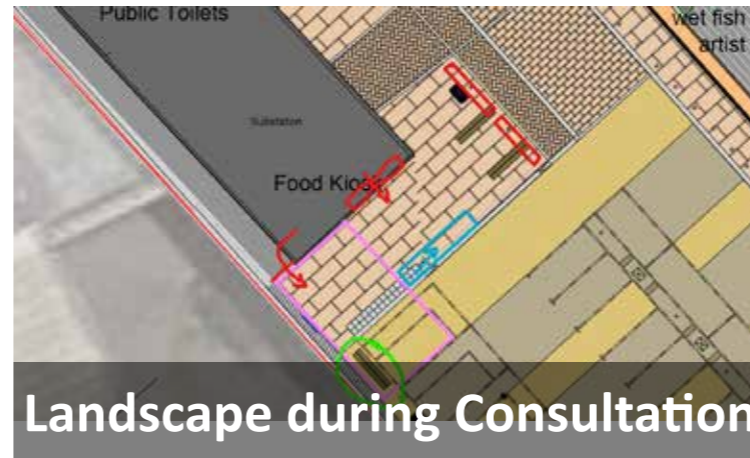 Public Toilets
wet fish
artist
Substation
Food Kiosk
Landscape during Consultation